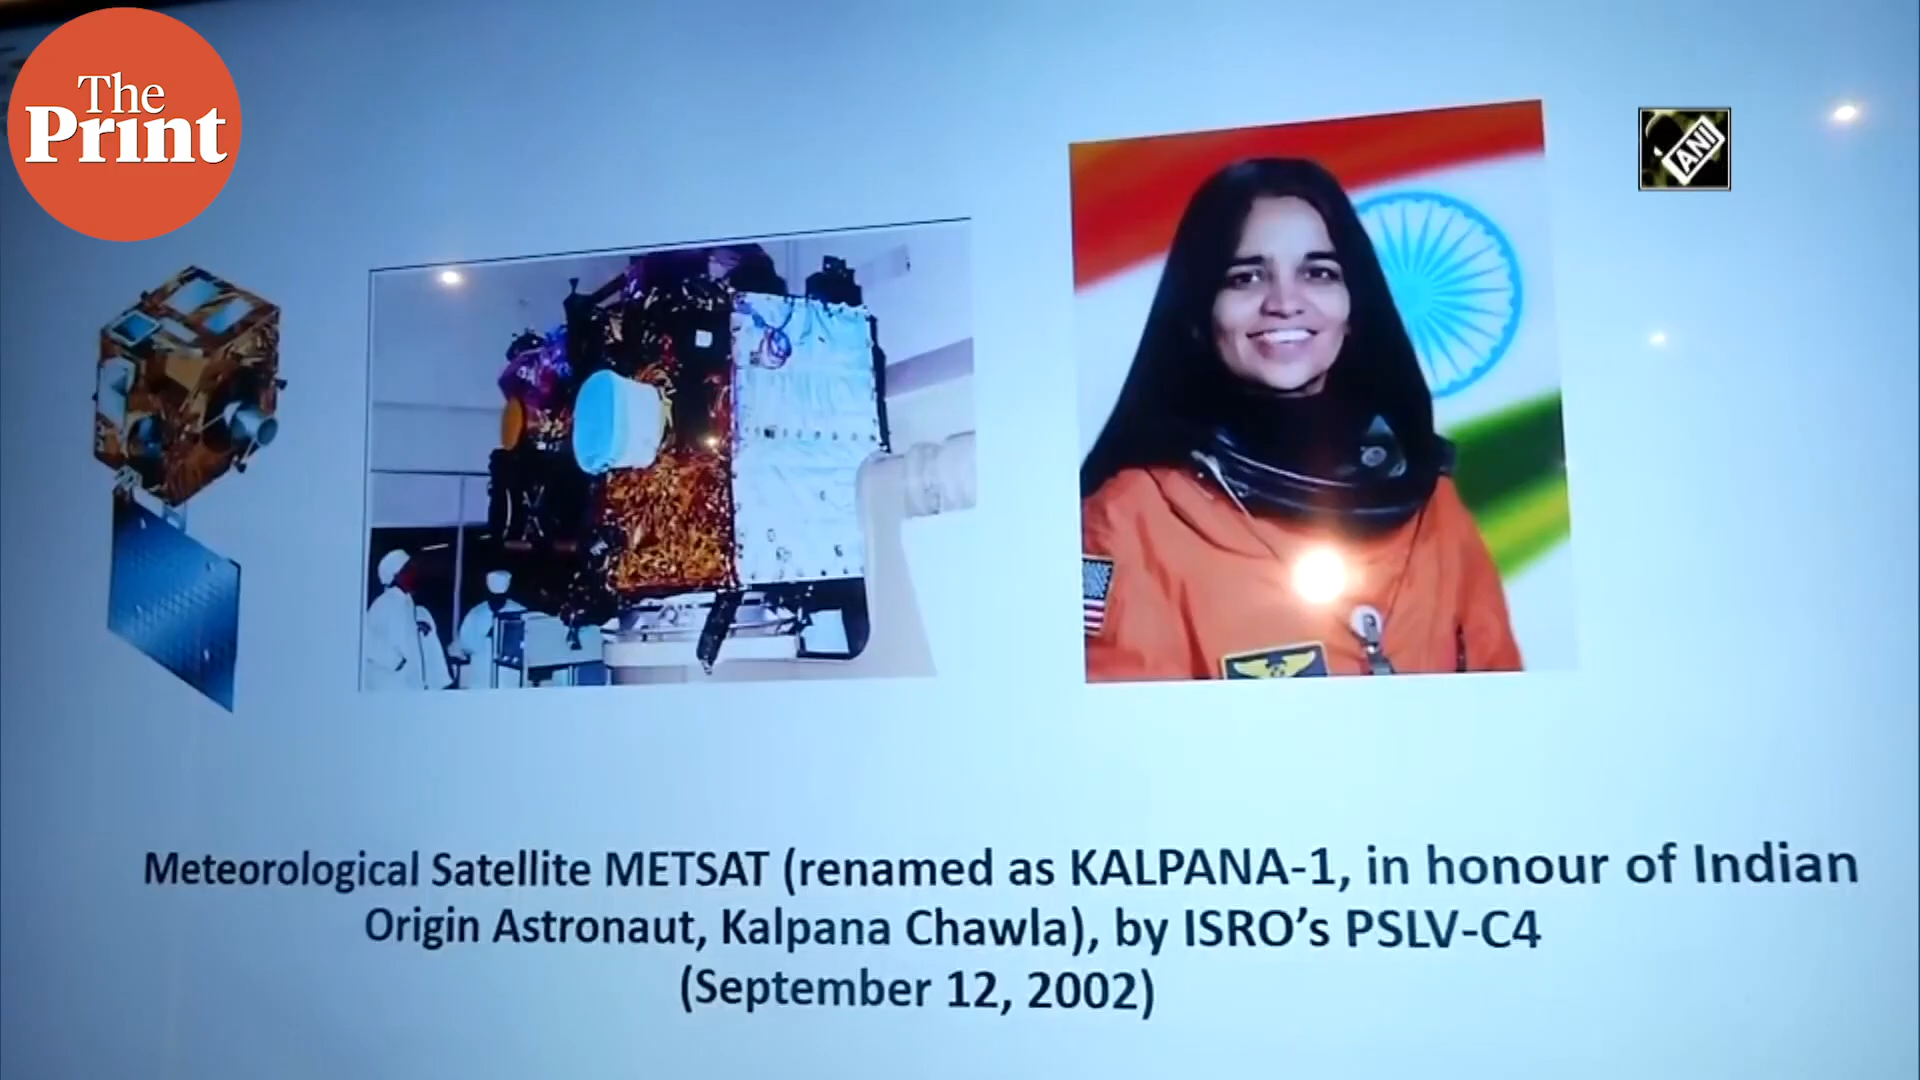 The
Print
ANI
Meteorological Satellite METSAT (renamed as KALPANA-1, in honour of Indian
Origin Astronaut, Kalpana Chawla), by ISRO’s PSLV-C4
(September 12, 2002)